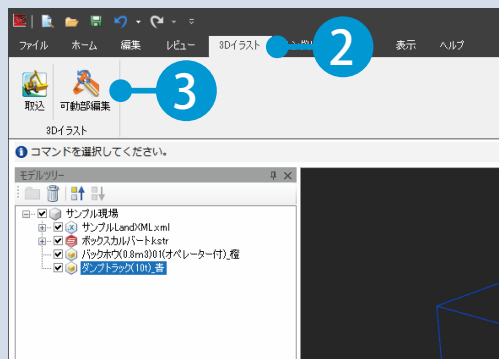 ファイル ホーム 編集 レビュー 3Dイラスト 表示 ヘルプ
2
取込 可動部編集
3
3Dイラスト
コマンドを選択してください。
モデルツリー
サンプル現場
サンプルLandXML.xml
ボックスカルバート.kstr
バックホウ(0.8m3)01(オペレーター付)_橙
ダンプトラック(10t)_青